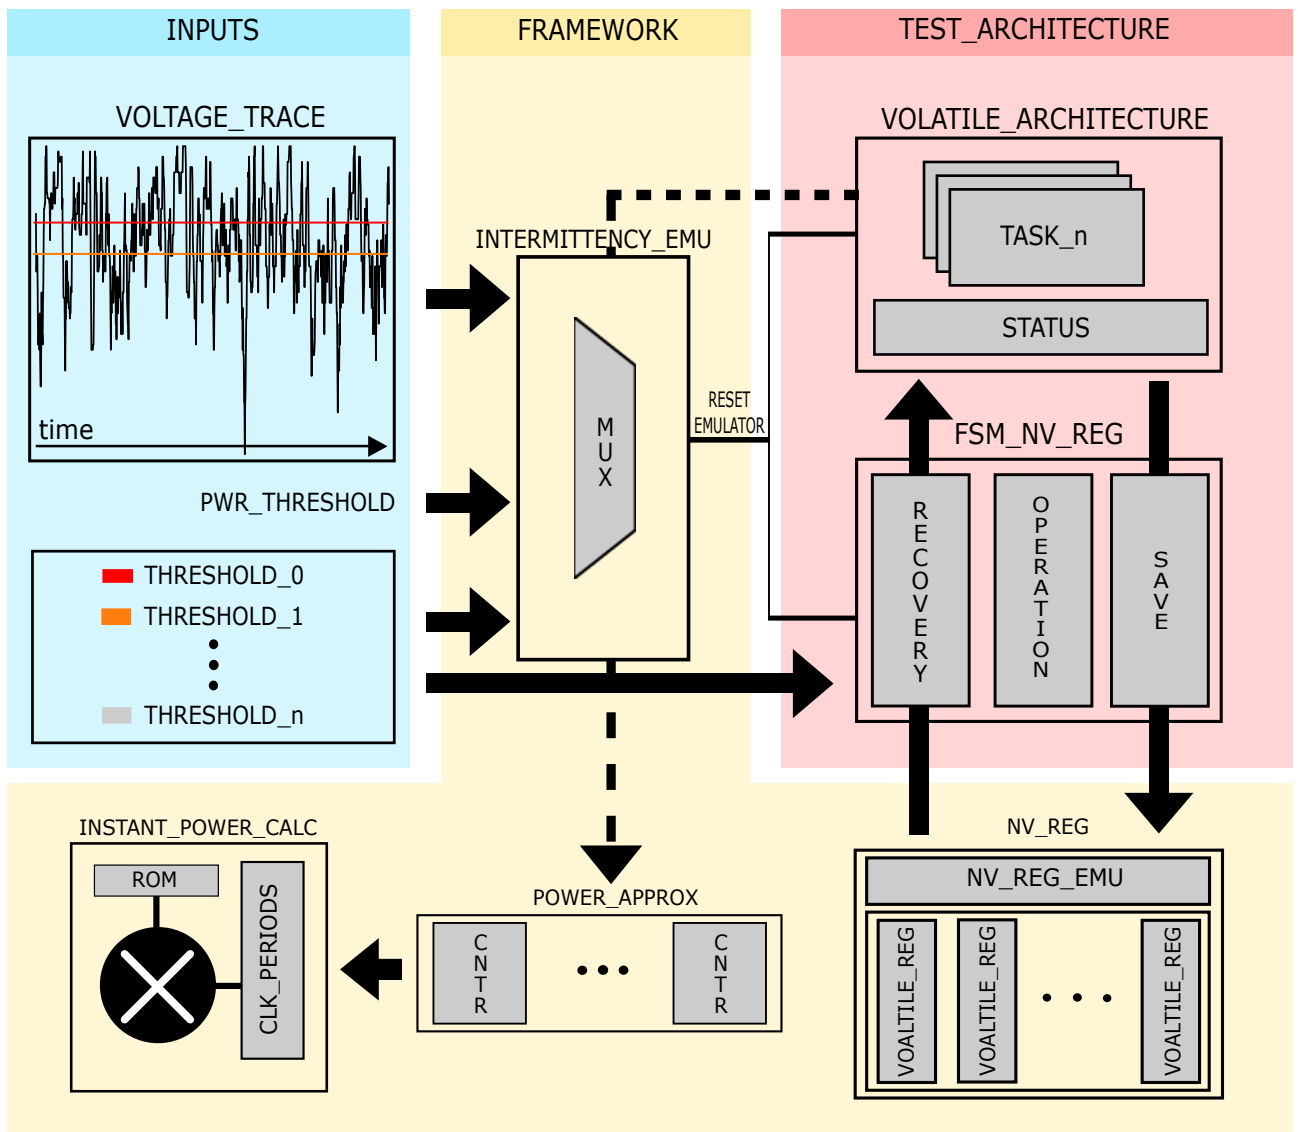 INPUTS
FRAMEWORK
TEST_ARCHITECTURE
VOLTAGE_TRACE
time
PWR_THRESHOLD
THRESHOLD_0
THRESHOLD_1
THRESHOLD_n
INTERMITTENCY_EMU
MUX
RESET
EMULATOR
VOLATILE_ARCHITECTURE
TASK_n
STATUS
FSM_NV_REG
RECOVERY
OPERATION
SAVE
INSTANT_POWER_CALC
ROM
CLK_PERIODS
POWER_APPROX
CNTR
CNTR
NV_REG
NV_REG_EMU
VOALTILE_REG
VOALTILE_REG
VOALTILE_REG